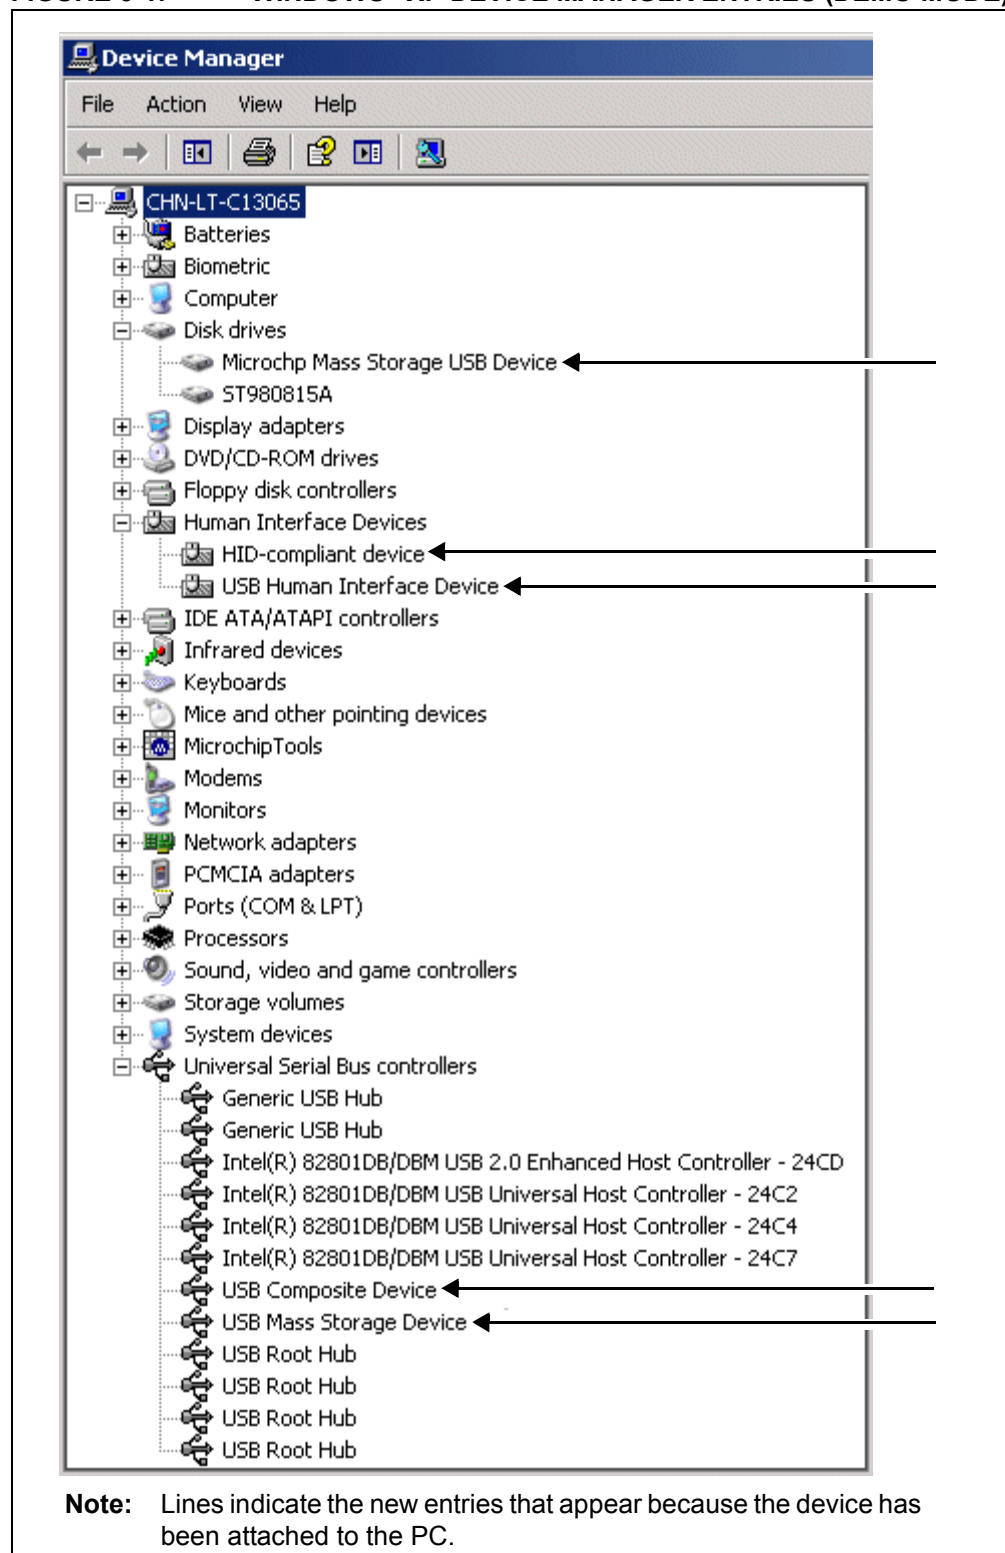 Device Manager
File Action View Help
CHN-LT-C13065
Batteries
Biometric
Computer
Disk drives
Microchp Mass Storage USB Device
ST980815A
Display adapters
DVD/CD-ROM drives
Floppy disk controllers
Human Interface Devices
HID-compliant device
USB Human Interface Device
IDE ATA/ATAPI controllers
Infrared devices
Keyboards
Mice and other pointing devices
MicrochipTools
Modems
Monitors
Network adapters
PCMCIA adapters
Ports (COM & LPT)
Processors
Sound, video and game controllers
Storage volumes
System devices
Universal Serial Bus controllers
Generic USB Hub
Generic USB Hub
Intel(R) 82801DB/DBM USB 2.0 Enhanced Host Controller - 24CD
Intel(R) 82801DB/DBM USB Universal Host Controller - 24C2
Intel(R) 82801DB/DBM USB Universal Host Controller - 24C4
Intel(R) 82801DB/DBM USB Universal Host Controller - 24C7
USB Composite Device
USB Mass Storage Device
USB Root Hub
USB Root Hub
USB Root Hub
USB Root Hub
Note: Lines indicate the new entries that appear because the device has
been attached to the PC.